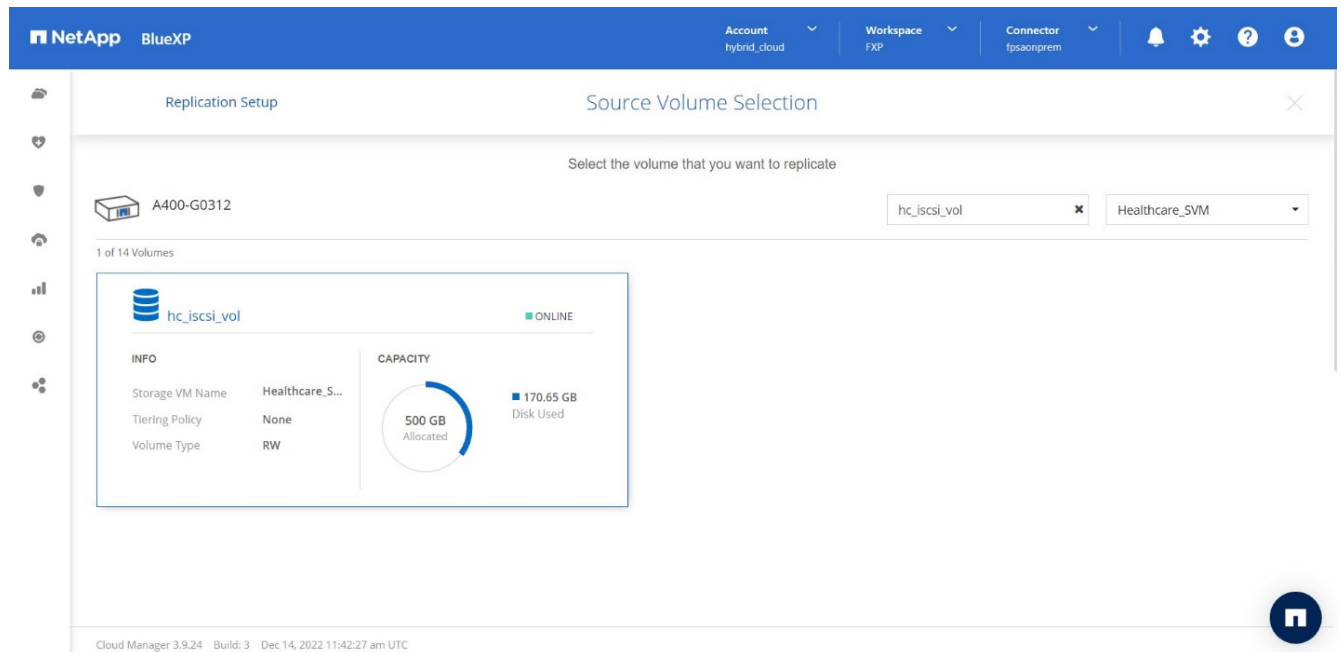 NetApp BlueXP
Account
hybrid_cloud
Workspace
FXP
Connector
fpsaonprem
Replication Setup
Source Volume Selection
Select the volume that you want to replicate
A400-G0312
hc_iscsi_vol
Healthcare_SVM
1 of 14 Volumes
hc_iscsi_vol
ONLINE
INFO
Storage VM Name Healthcare_S...
Tiering Policy None
Volume Type RW
CAPACITY
500 GB
Allocated
170.65 GB
Disk Used
Cloud Manager 3.9.24 Build: 3 Dec 14, 2022 11:42:27 am UTC